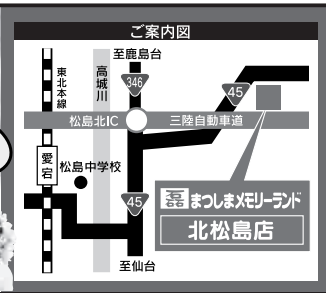 ご案内図
至鹿島台
東北本線
高城川
346
45
松島北IC
三陸自動車道
愛宕
松島中学校
45
磊 まつしまメモリーランド
北松島店
至仙台